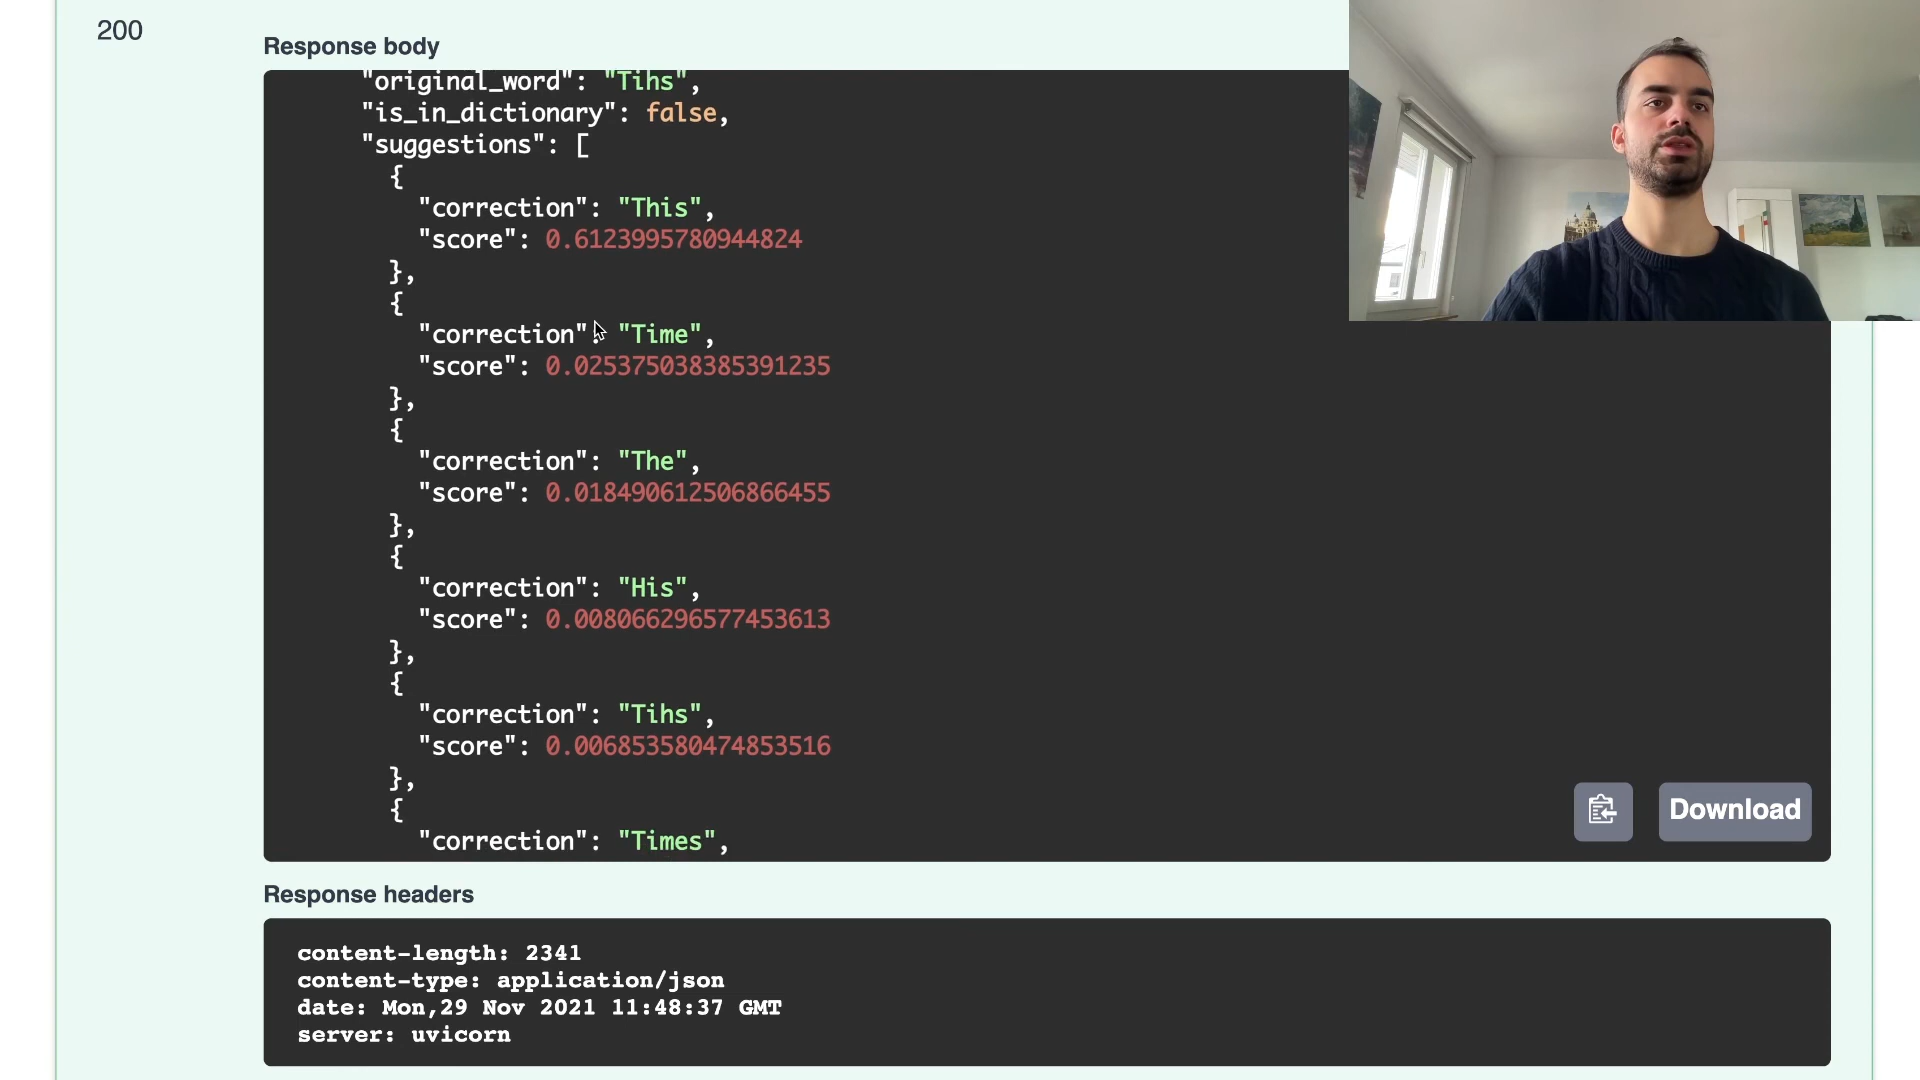 200
Response body
"original_word": "Tihs",
"is_in_dictionary": false,
"suggestions": [
{
"correction": "This",
"score": 0.6123995780944824
},
{
"correction": "Time",
"score": 0.025375038385391235
},
{
"correction": "The",
"score": 0.018490612506866455
},
{
"correction": "His",
"score": 0.008066296577453613
},
{
"correction": "Tihs",
"score": 0.006853580474853516
},
{
"correction": "Times",
Download
Response headers
content-length: 2341
content-type: application/json
date: Mon,29 Nov 2021 11:48:37 GMT
server: uvicorn